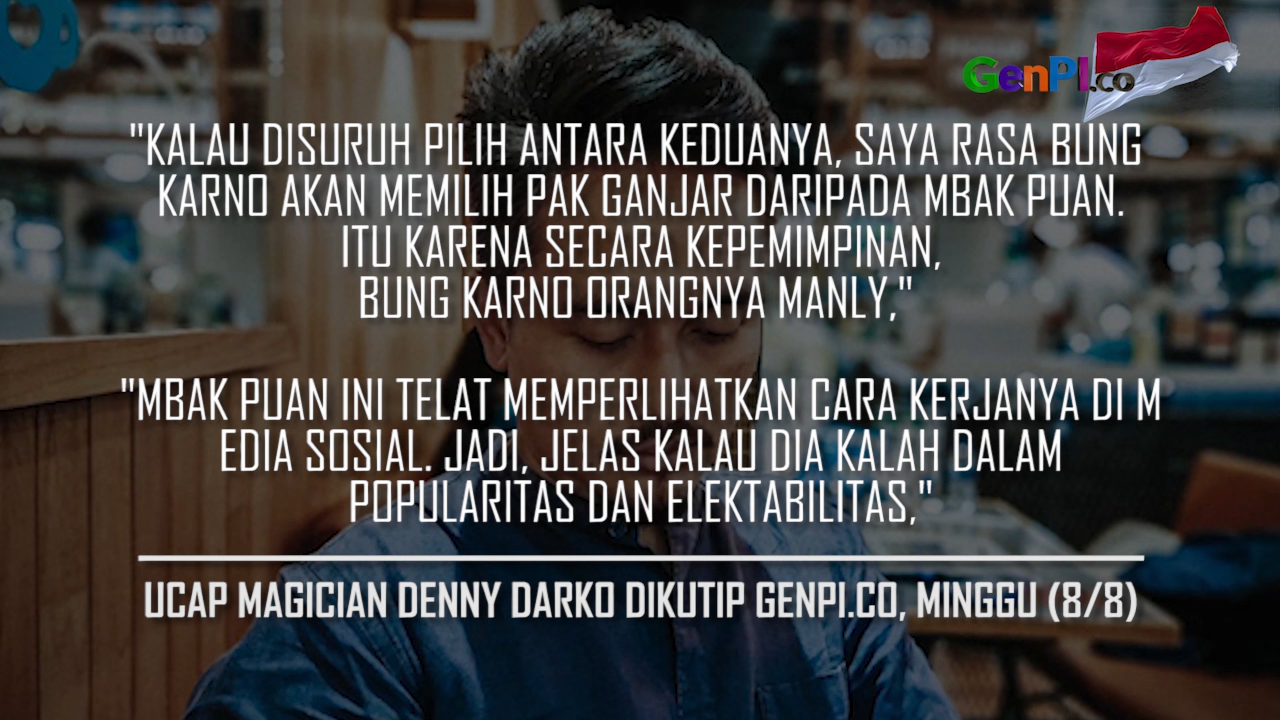 GenPI.co
"KALAU DISURUH PILIH ANTARA KEDUANYA, SAYA RASA BUNG
KARNO AKAN MEMILIH PAK GANJAR DARIPADA MBAK PUAN.
ITU KARENA SECARA KEPEMIMPINAN,
BUNG KARNO ORANGNYA MANLY,"
"MBAK PUAN INI TELAT MEMPERLIHATKAN CARA KERJANYA DI M
EDIA SOSIAL. JADI, JELAS KALAU DIA KALAH DALAM
POPULARITAS DAN ELEKTABILITAS,"
UCAP MAGICIAN DENNY DARKO DIKUTIP GENPI.CO, MINGGU (8/8)